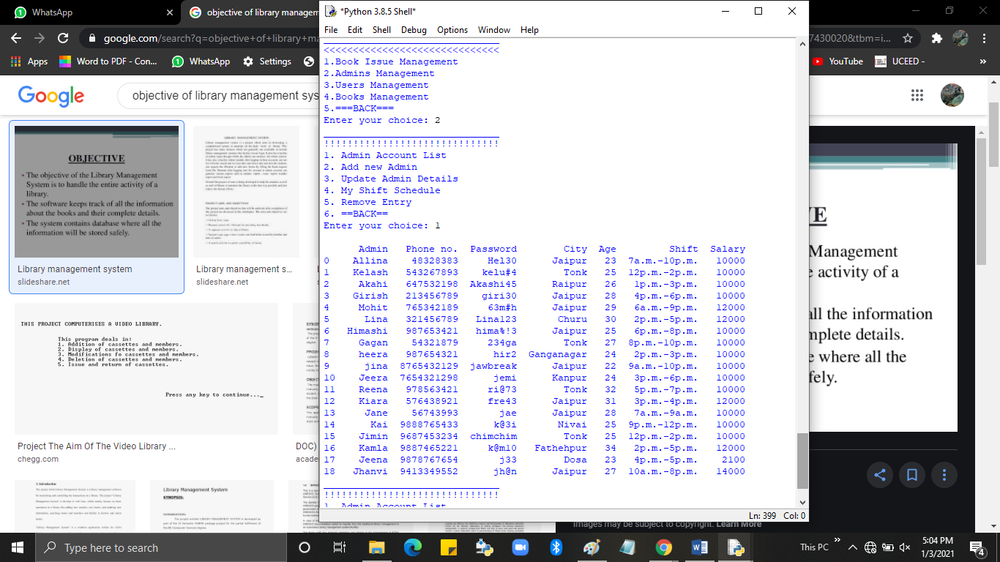 WhatsApp
objective of library managem
*Python 3.8.5 Shell*
File Edit Shell Debug Options Window Help
google.com/search?q=objective+of+library+ma
7430020&tbm=i...
Apps
Word to PDF - Con...
WhatsApp
Settings
YouTube
UCEED -
»
Google
objective of library management sys
<<<<<<<<<<<<<<<<<<<<<<<<<<<<<<
1.Book Issue Management
2.Admins Management
3.Users Management
4.Books Management
5.===BACK===
Enter your choice: 2
!!!!!!!!!!!!!!!!!!!!!!!!!!!!!!
1. Admin Account List
2. Add new Admin
3. Update Admin Details
4. My Shift Schedule
5. Remove Entry
6. ==BACK==
Enter your choice: 1
Admin Phone no. Password City Age Shift Salary
0 Allina 48328383 Hel30 Jaipur 23 7a.m.-10p.m. 10000
1 Kelash 543267893 kelu#4 Tonk 25 12p.m.-2p.m. 10000
2 Akahi 647532198 Akashi45 Raipur 26 1p.m.-3p.m. 10000
3 Girish 213456789 giri30 Jaipur 28 4p.m.-6p.m. 10000
4 Mohit 765342189 63m#h Jaipur 29 6a.m.-9p.m. 12000
5 Lina 321456789 Lina123 Churu 30 2p.m.-5p.m. 12000
6 Himashi 987653421 hima%!3 Jaipur 25 6p.m.-8p.m. 10000
7 Gagan 54321879 234ga Tonk 27 8p.m.-10p.m. 10000
8 heera 987654321 hir2 Ganganagar 24 2p.m.-3p.m. 10000
9 jina 8765432129 jawbreak Jaipur 22 9a.m.-10p.m. 10000
10 Jeera 7654321298 jemi Kanpur 24 3p.m.-6p.m. 10000
11 Reena 978563421 ri@73 Tonk 32 5p.m.-7p.m. 10000
12 Kiara 576438921 fre43 Jaipur 31 3p.m.-4p.m. 12000
13 Jane 56743993 jae Jaipur 28 7a.m.-9a.m. 10000
14 Kai 9888765433 k@3i Nivai 25 9p.m.-12p.m. 10000
15 Jimin 9687453234 chimchim Tonk 25 12p.m.-2p.m. 10000
16 Kamla 9887465221 k@m10 Fathehpur 34 2p.m.-5p.m. 12000
17 Jeena 9878767654 j33 Dosa 23 4p.m.-5p.m. 2100
18 Jhanvi 9413349552 jh@n Jaipur 27 10a.m.-8p.m. 14000
!!!!!!!!!!!!!!!!!!!!!!!!!!!!!!
1. Admin Account List
Ln: 399 Col: 0
OBJECTIVE
• The objective of the Library Management
System is to handle the entire activity of a
library.
• The software keeps track of all the information
about the books and their complete details.
• The system contains database where all the
information will be stored safely.
Library management system
slideshare.net
LIBRARY MANAGEMENT SYSTEM
Library management s...
slideshare.net
THIS PROJECT COMPUTERISES A VIDEO LIBRARY.
This program deals in:
1. Addition of cassettes and members.
2. Display of cassettes and members.
3. Modifications of cassettes and members.
4. Deletion of cassettes and members.
5. Issue and return of cassettes.
Press any key to continue..._
Project The Aim Of The Video Library ...
chegg.com
DOC)
acade
1. Introduction
Library Management System
SYNOPSIS:
E
Management
e activity of a
all the information
mplete details.
e where all the
fely.
Images may be subject to copyright. Learn More
Type here to search
This PC
»
5:04 PM
1/3/2021
4